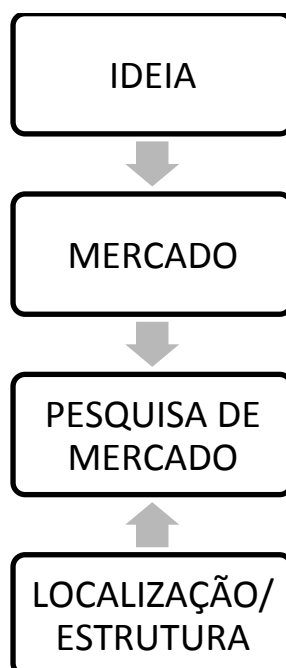 IDEIA
MERCADO
PESQUISA DE
MERCADO
LOCALIZAÇÃO/
ESTRUTURA